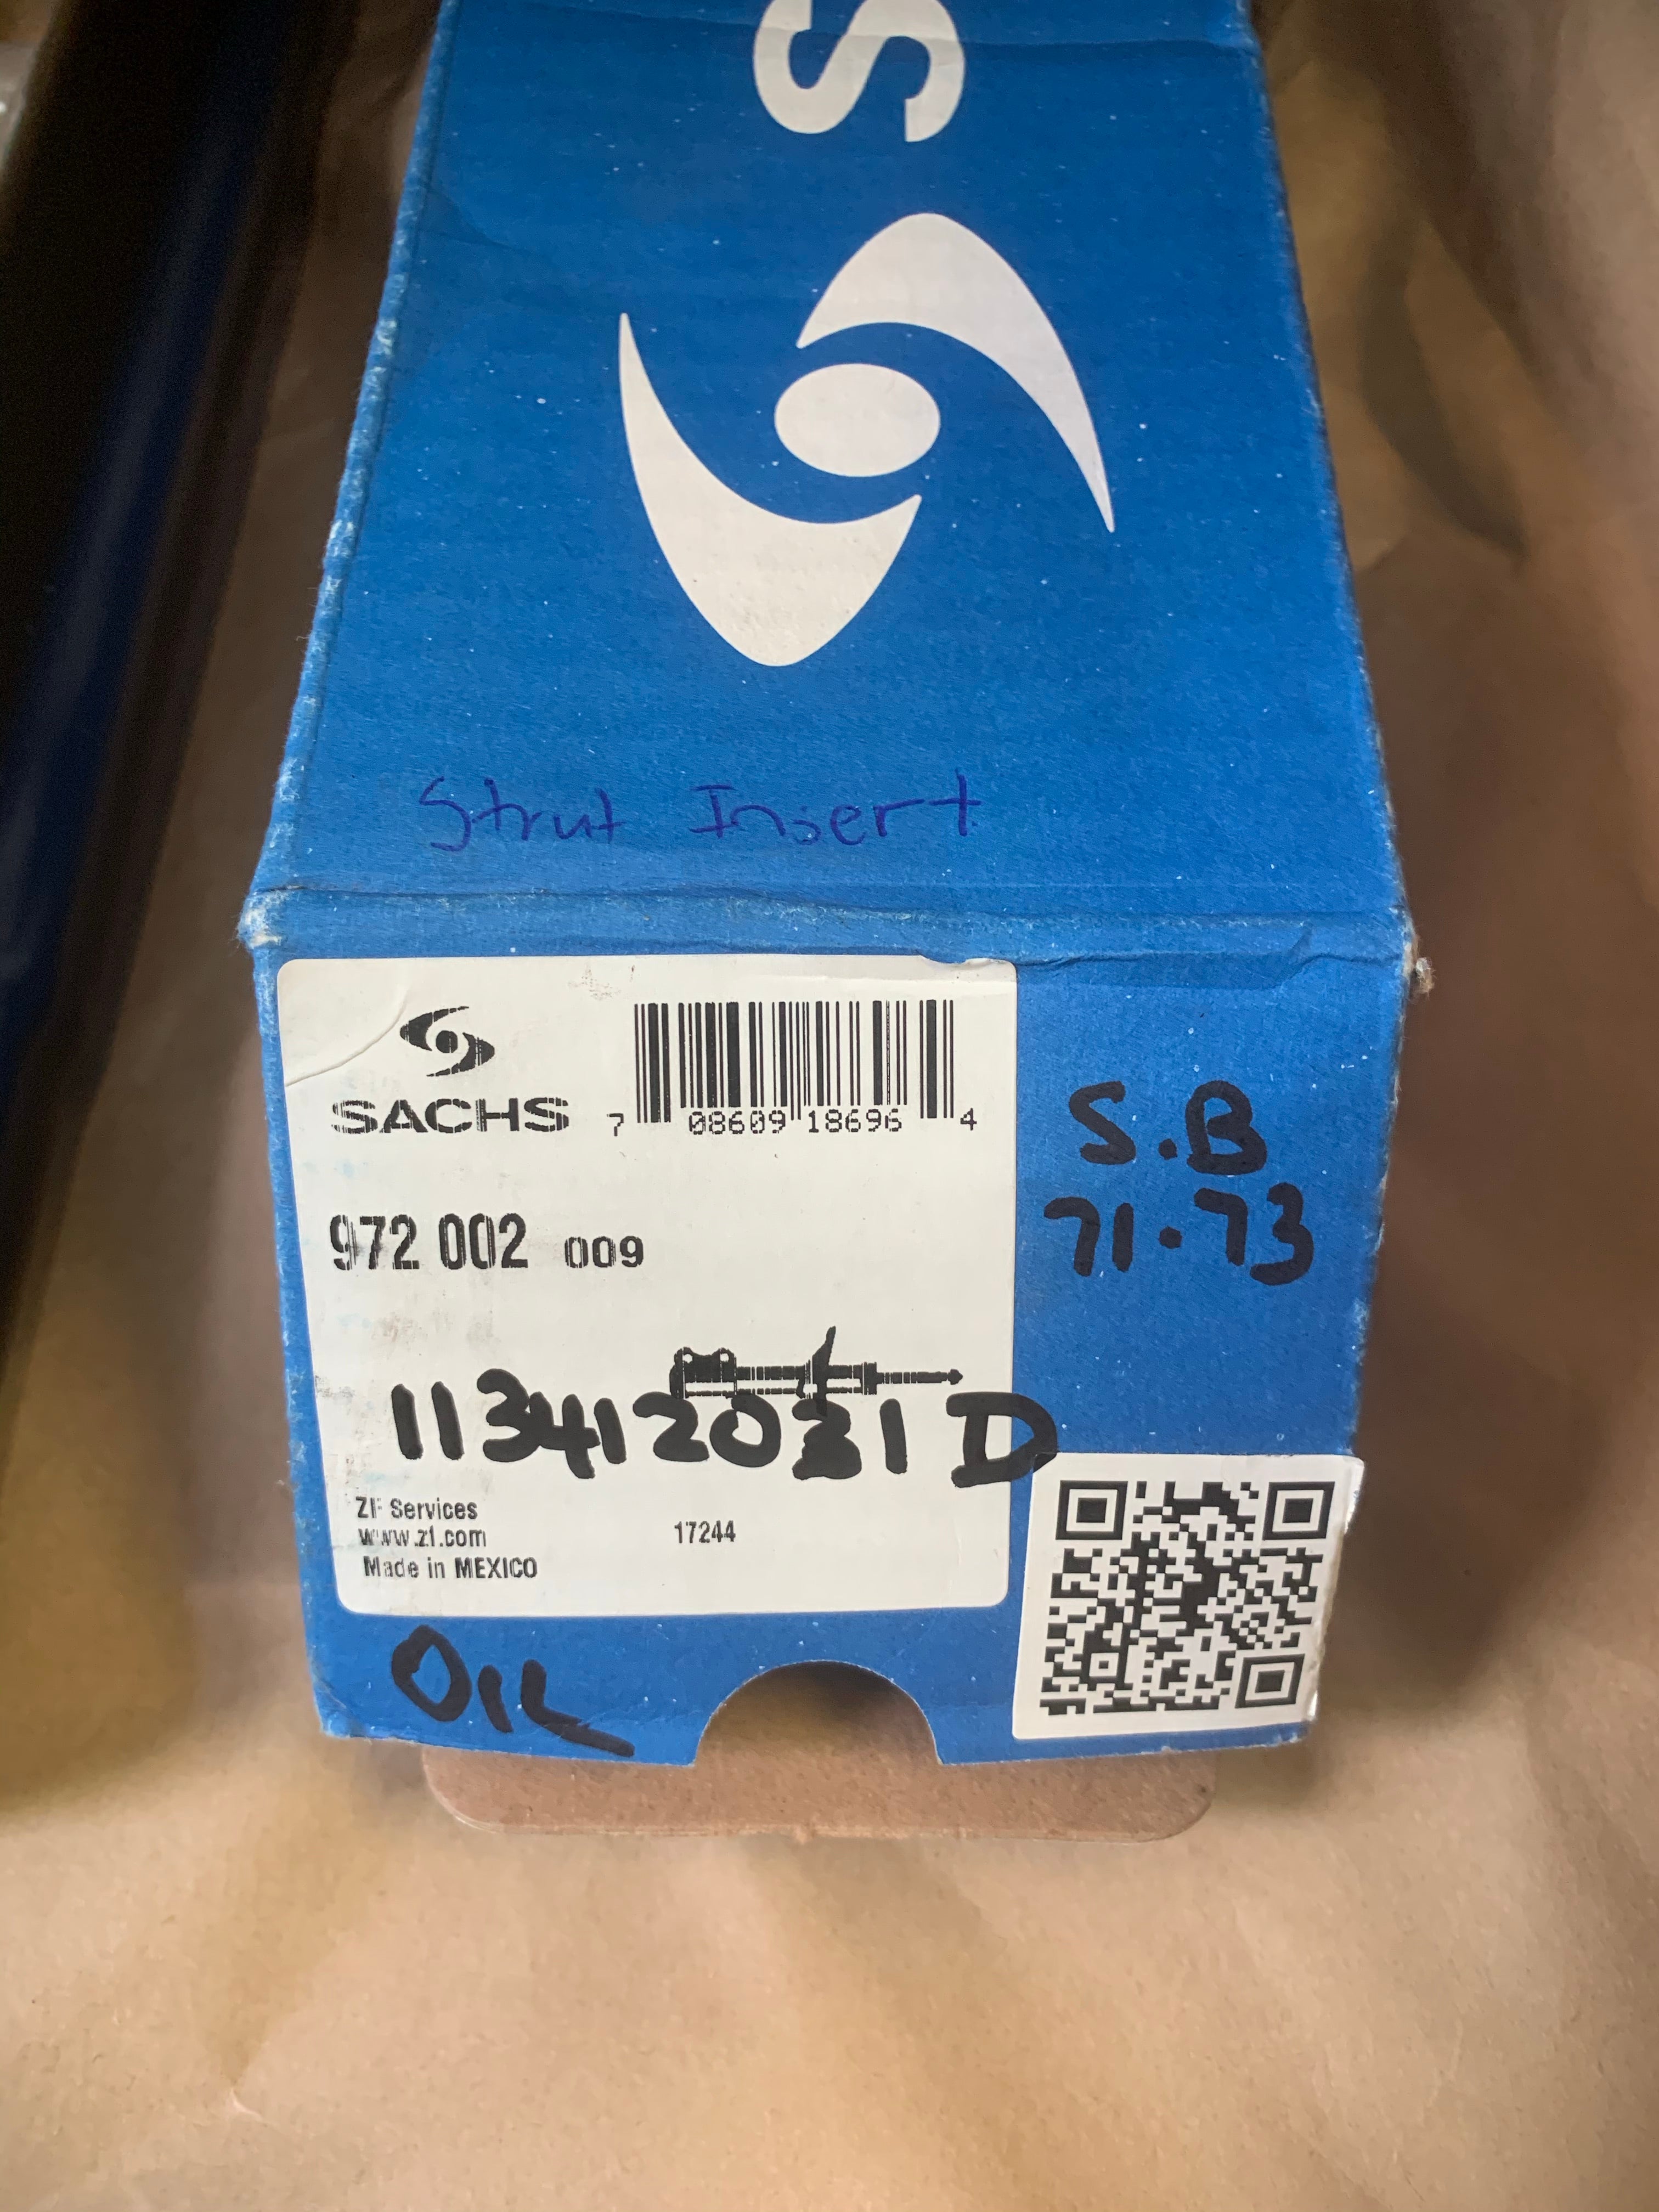 S
Strut Insert
SACHS
7 08609 18696 4
S.B
71.73
972 002 009
113412031D
ZF Services
www.zf.com
17244
Made in MEXICO
OIL